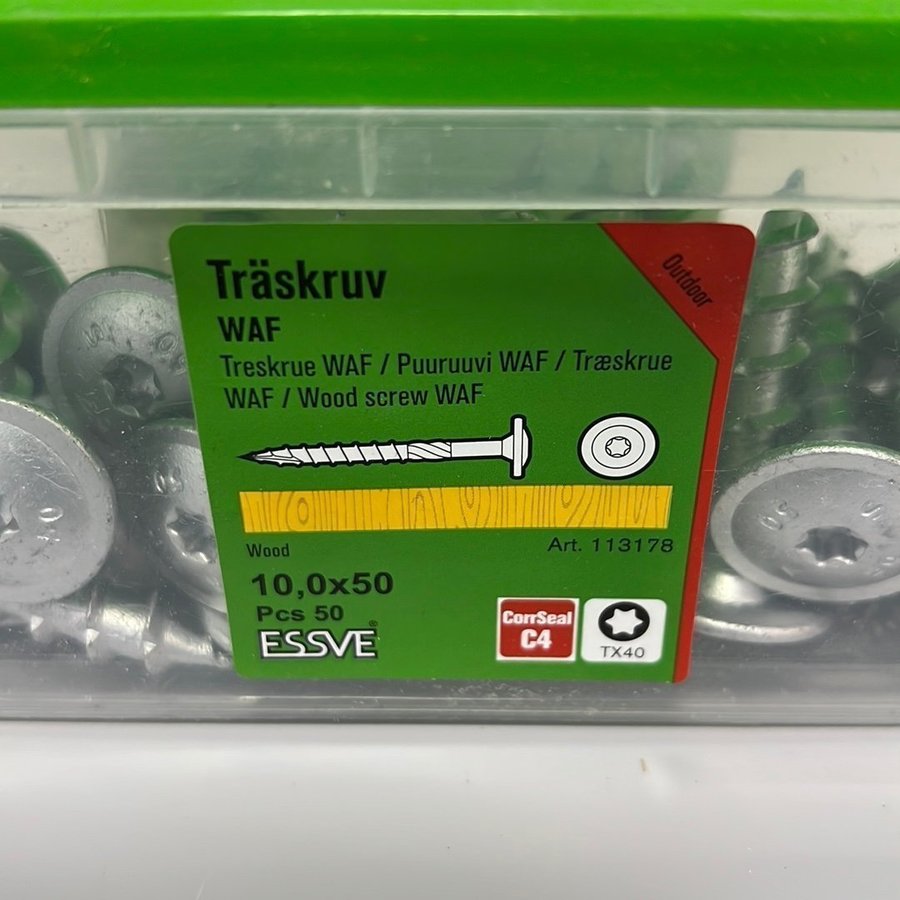 Träskruv
Outdoor
WAF
Treskrue WAF / Puuruuvi WAF / Træskrue
WAF / Wood screw WAF
Wood
Art. 113178
10,0x50
Pcs 50
ESSVE®
CorrSeal
C4
TX40
50